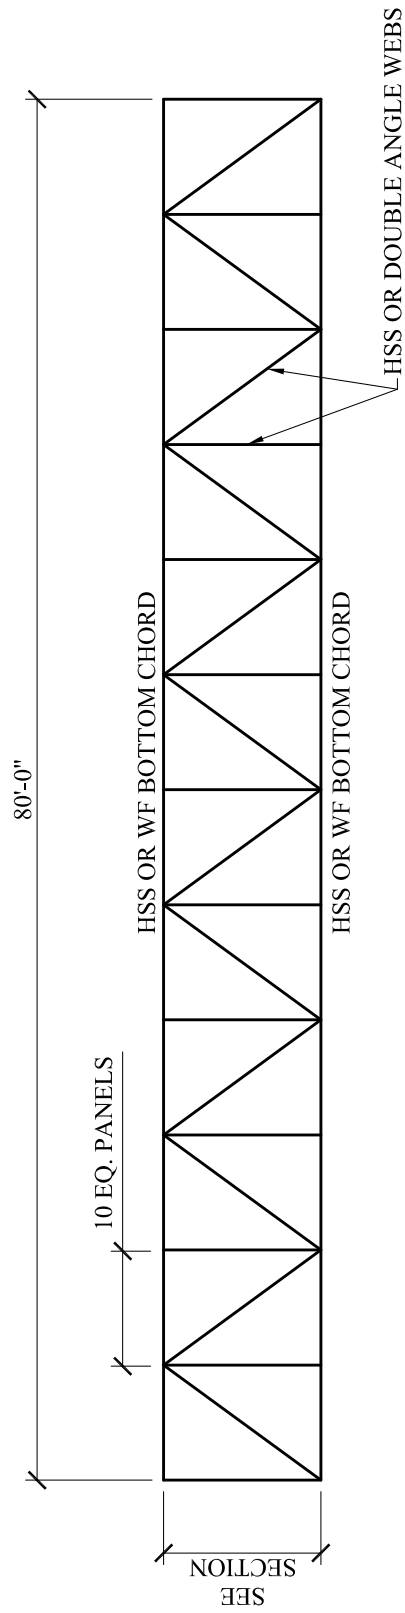 80'-0"
10 EQ. PANELS
HSS OR WF BOTTOM CHORD
HSS OR WF BOTTOM CHORD
HSS OR DOUBLE ANGLE WEBS
SEE
SECTION